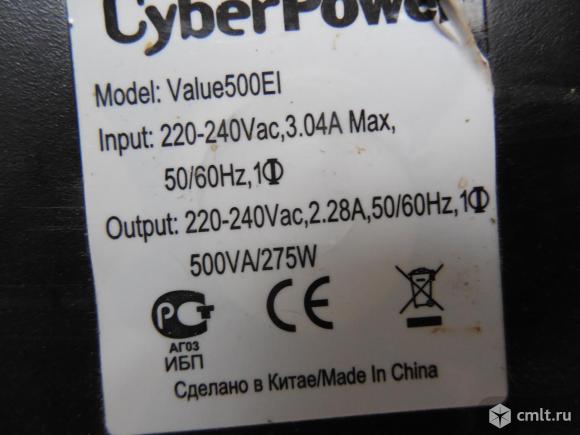 CyberPower
Model: Value500EI
Input: 220-240Vac,3.04A Max,
50/60Hz,1Φ
Output: 220-240Vac,2.28A,50/60Hz,1Φ
500VA/275W
РСТ
CE
АГ03
ИБП
Сделано в Китае/Made In China
cmlt.ru